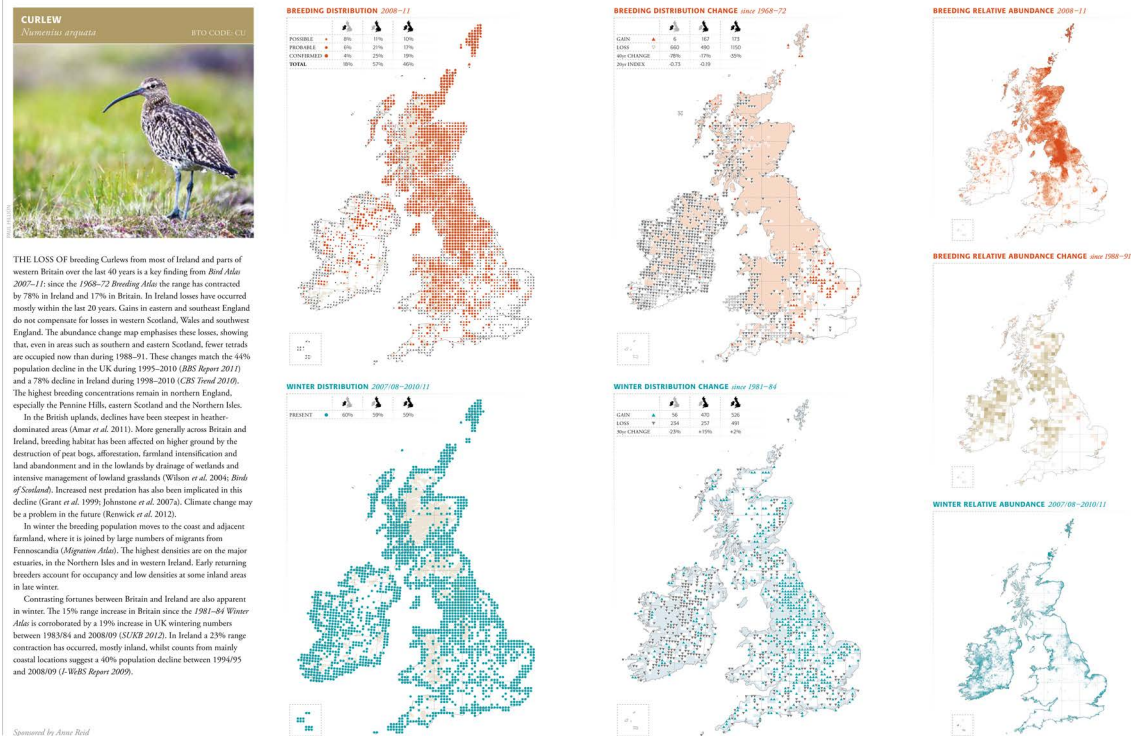 CURLEW
Numenius arquata
BTO CODE: CU
THE LOSS OF breeding Curlews from most of Ireland and parts of
western Britain over the last 40 years is a key finding from Bird Atlas
2007–11: since the 1968–72 Breeding Atlas the range has contracted
by 78% in Ireland and 17% in Britain. In Ireland losses have occurred
mostly within the last 20 years. Gains in eastern and southeast England
do not compensate for losses in western Scotland, Wales and southwest
England. The abundance change map emphasises these losses, showing
that, even in areas such as southern and eastern Scotland, fewer tetrads
are occupied now than during 1988–91. These changes match the 44%
population decline in the UK during 1995–2010 (BBS Report 2011)
and a 78% decline in Ireland during 1998–2010 (CBS Trend 2010).
The highest breeding concentrations remain in northern England,
especially the Pennine Hills, eastern Scotland and the Northern Isles.
In the British uplands, declines have been steepest in heather-
dominated areas (Amar et al. 2011). More generally across Britain and
Ireland, breeding habitat has been affected on higher ground by the
destruction of peat bogs, afforestation, farmland intensification and
land abandonment and in the lowlands by drainage of wetlands and
intensive management of lowland grasslands (Wilson et al. 2004; Birds
of Scotland). Increased nest predation has also been implicated in this
decline (Grant et al. 1999; Johnstone et al. 2007a). Climate change may
be a problem in the future (Renwick et al. 2012).
In winter the breeding population moves to the coast and adjacent
farmland, where it is joined by large numbers of migrants from
Fennoscandia (Migration Atlas). The highest densities are on the major
estuaries, in the Northern Isles and in western Ireland. Early returning
breeders account for occupancy and low densities at some inland areas
in late winter.
Contrasting fortunes between Britain and Ireland are also apparent
in winter. The 15% range increase in Britain since the 1981–84 Winter
Atlas is corroborated by a 19% increase in UK wintering numbers
between 1983/84 and 2008/09 (SUKB 2012). In Ireland a 23% range
contraction has occurred, mostly inland, whilst counts from mainly
coastal locations suggest a 40% population decline between 1994/95
and 2008/09 (I-WeBS Report 2009).
Sponsored by Anne Reid
BREEDING DISTRIBUTION 2008–11
POSSIBLE 8% 11% 10%
PROBABLE 6% 21% 17%
CONFIRMED 4% 25% 19%
TOTAL 18% 57% 46%
WINTER DISTRIBUTION 2007/08–2010/11
PRESENT 60% 59% 59%
BREEDING DISTRIBUTION CHANGE since 1968–72
GAIN 6 167 173
LOSS 660 490 1150
40yr CHANGE -78% -17% -35%
20yr INDEX -0.73 -0.19
WINTER DISTRIBUTION CHANGE since 1981–84
GAIN 56 470 526
LOSS 234 257 491
30yr CHANGE -23% +15% +2%
BREEDING RELATIVE ABUNDANCE 2008–11
BREEDING RELATIVE ABUNDANCE CHANGE since 1988–91
WINTER RELATIVE ABUNDANCE 2007/08–2010/11